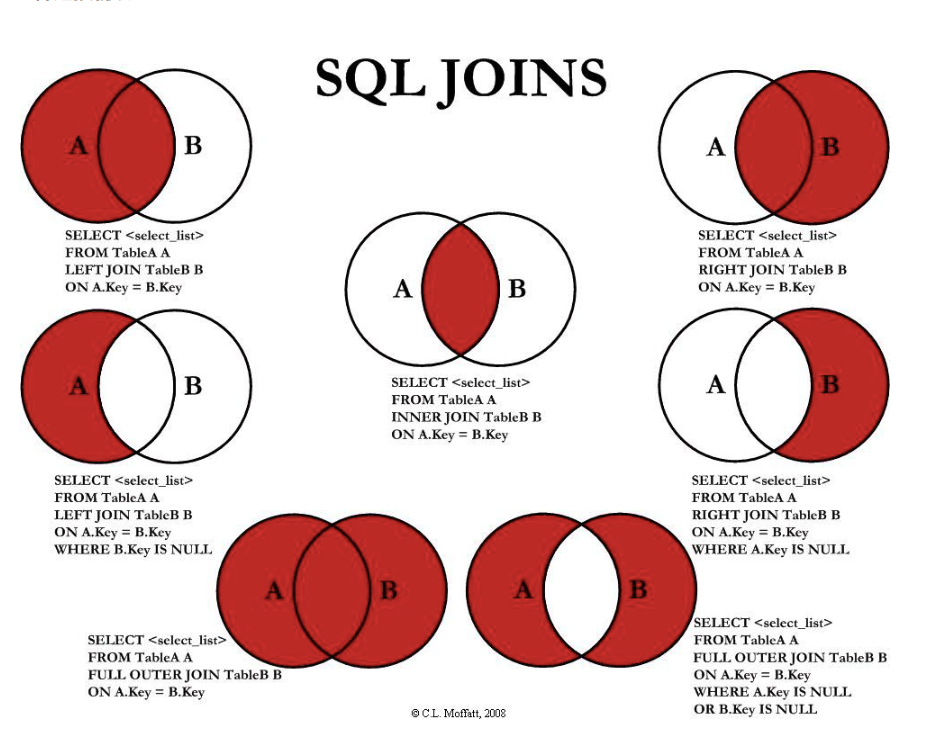 SQL JOINS
A B
SELECT <select_list>
FROM TableA A
LEFT JOIN TableB B
ON A.Key = B.Key
A B
SELECT <select_list>
FROM TableA A
RIGHT JOIN TableB B
ON A.Key = B.Key
A B
SELECT <select_list>
FROM TableA A
INNER JOIN TableB B
ON A.Key = B.Key
A B
SELECT <select_list>
FROM TableA A
LEFT JOIN TableB B
ON A.Key = B.Key
WHERE B.Key IS NULL
A B
SELECT <select_list>
FROM TableA A
RIGHT JOIN TableB B
ON A.Key = B.Key
WHERE A.Key IS NULL
A B
SELECT <select_list>
FROM TableA A
FULL OUTER JOIN TableB B
ON A.Key = B.Key
A B
SELECT <select_list>
FROM TableA A
FULL OUTER JOIN TableB B
ON A.Key = B.Key
WHERE A.Key IS NULL
OR B.Key IS NULL
© C.L. Moffatt, 2008